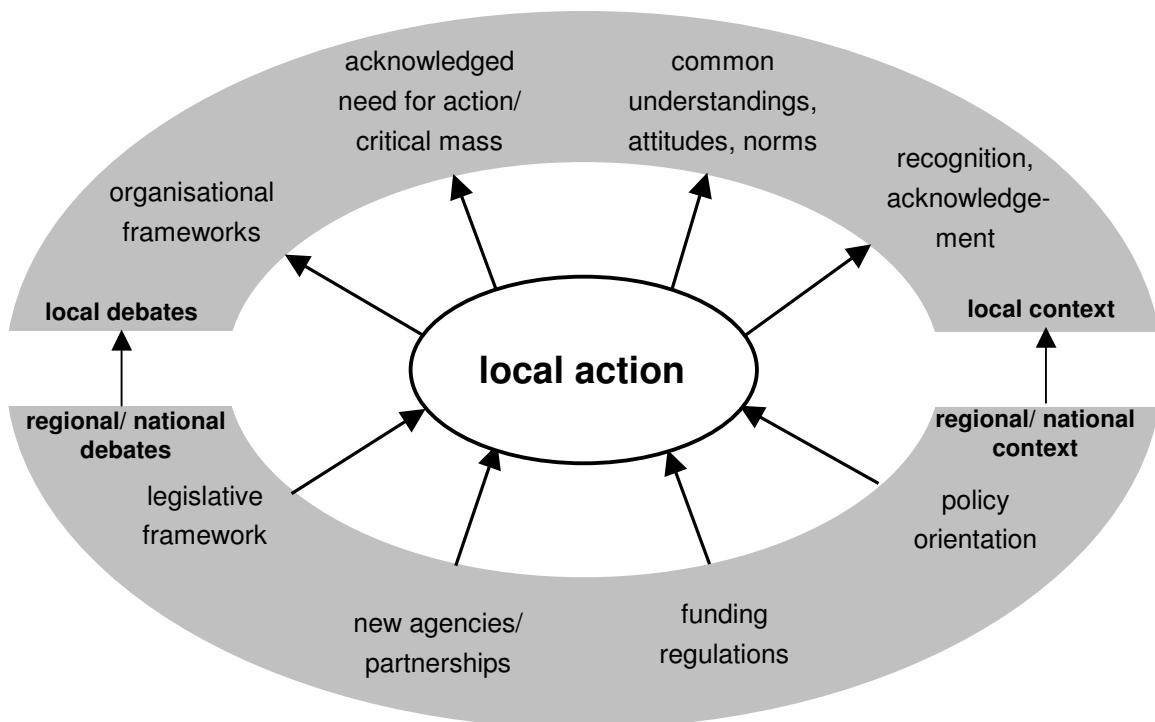 acknowledged
need for action/
critical mass
common
understandings,
attitudes, norms
recognition,
acknowledge-
ment
organisational
frameworks
local debates
local context
local action
regional/ national
debates
regional/ national
context
legislative
framework
policy
orientation
new agencies/
partnerships
funding
regulations